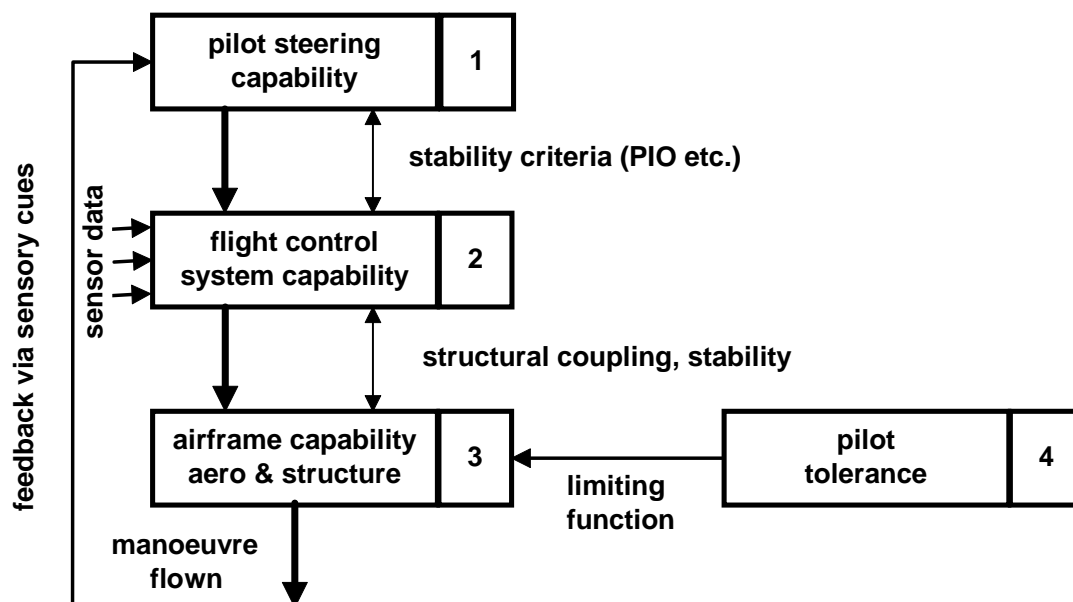 pilot steering
capability
1
stability criteria (PIO etc.)
feedback via sensory cues
sensor data
flight control
system capability
2
structural coupling, stability
airframe capability
aero & structure
3
limiting
function
pilot
tolerance
4
manoeuvre
flown